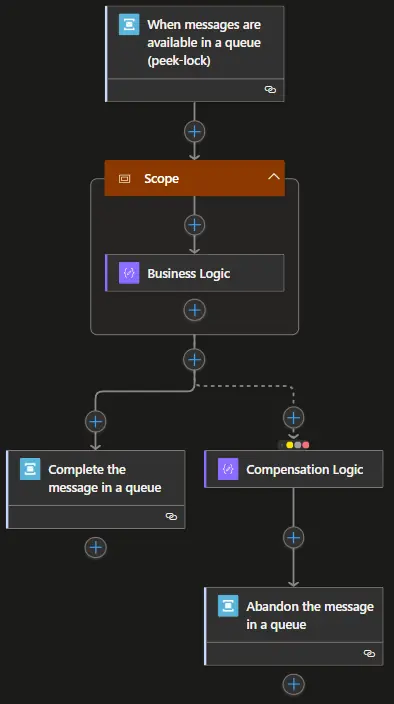 When messages are
available in a queue
(peek-lock)
Scope
Business Logic
Complete the
message in a queue
Compensation Logic
Abandon the message
in a queue